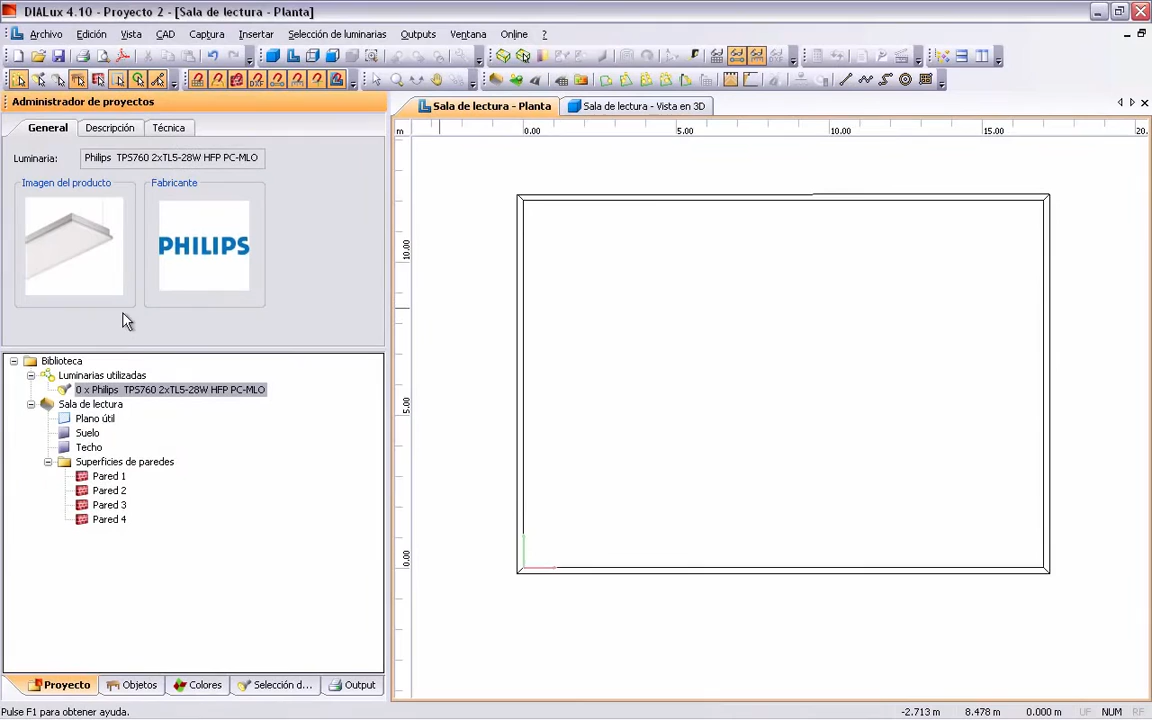 DIALux 4.10 - Proyecto 2 - [Sala de lectura - Planta]
Archivo Edición Vista CAD Captura Insertar Selección de luminarias Outputs Ventana Online ?
DXF
Administrador de proyectos
Sala de lectura - Planta Sala de lectura - Vista en 3D
General Descripción Técnica
m 0.00 5.00 10.00 15.00 20.
Luminaria: Philips TPS760 2xTL5-28W HFP PC-MLO
Imagen del producto Fabricante
PHILIPS
10.00
5.00
0.00
Biblioteca
Luminarias utilizadas
0 x Philips TPS760 2xTL5-28W HFP PC-MLO
Sala de lectura
Plano útil
Suelo
Techo
Superficies de paredes
Pared 1
Pared 2
Pared 3
Pared 4
Proyecto Objetos Colores Selección d... Output
Pulse F1 para obtener ayuda. -2.713 m 8.478 m 0.000 m UF NUM RF